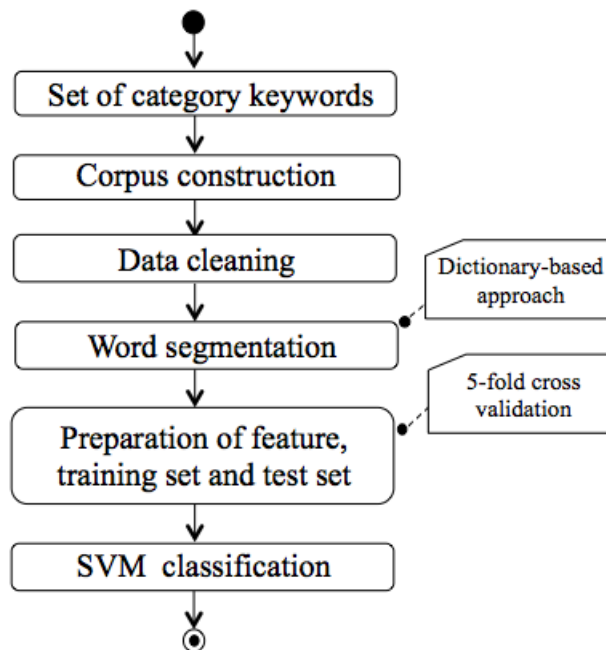 Set of category keywords
Corpus construction
Data cleaning
Dictionary-based
approach
Word segmentation
5-fold cross
validation
Preparation of feature,
training set and test set
SVM classification